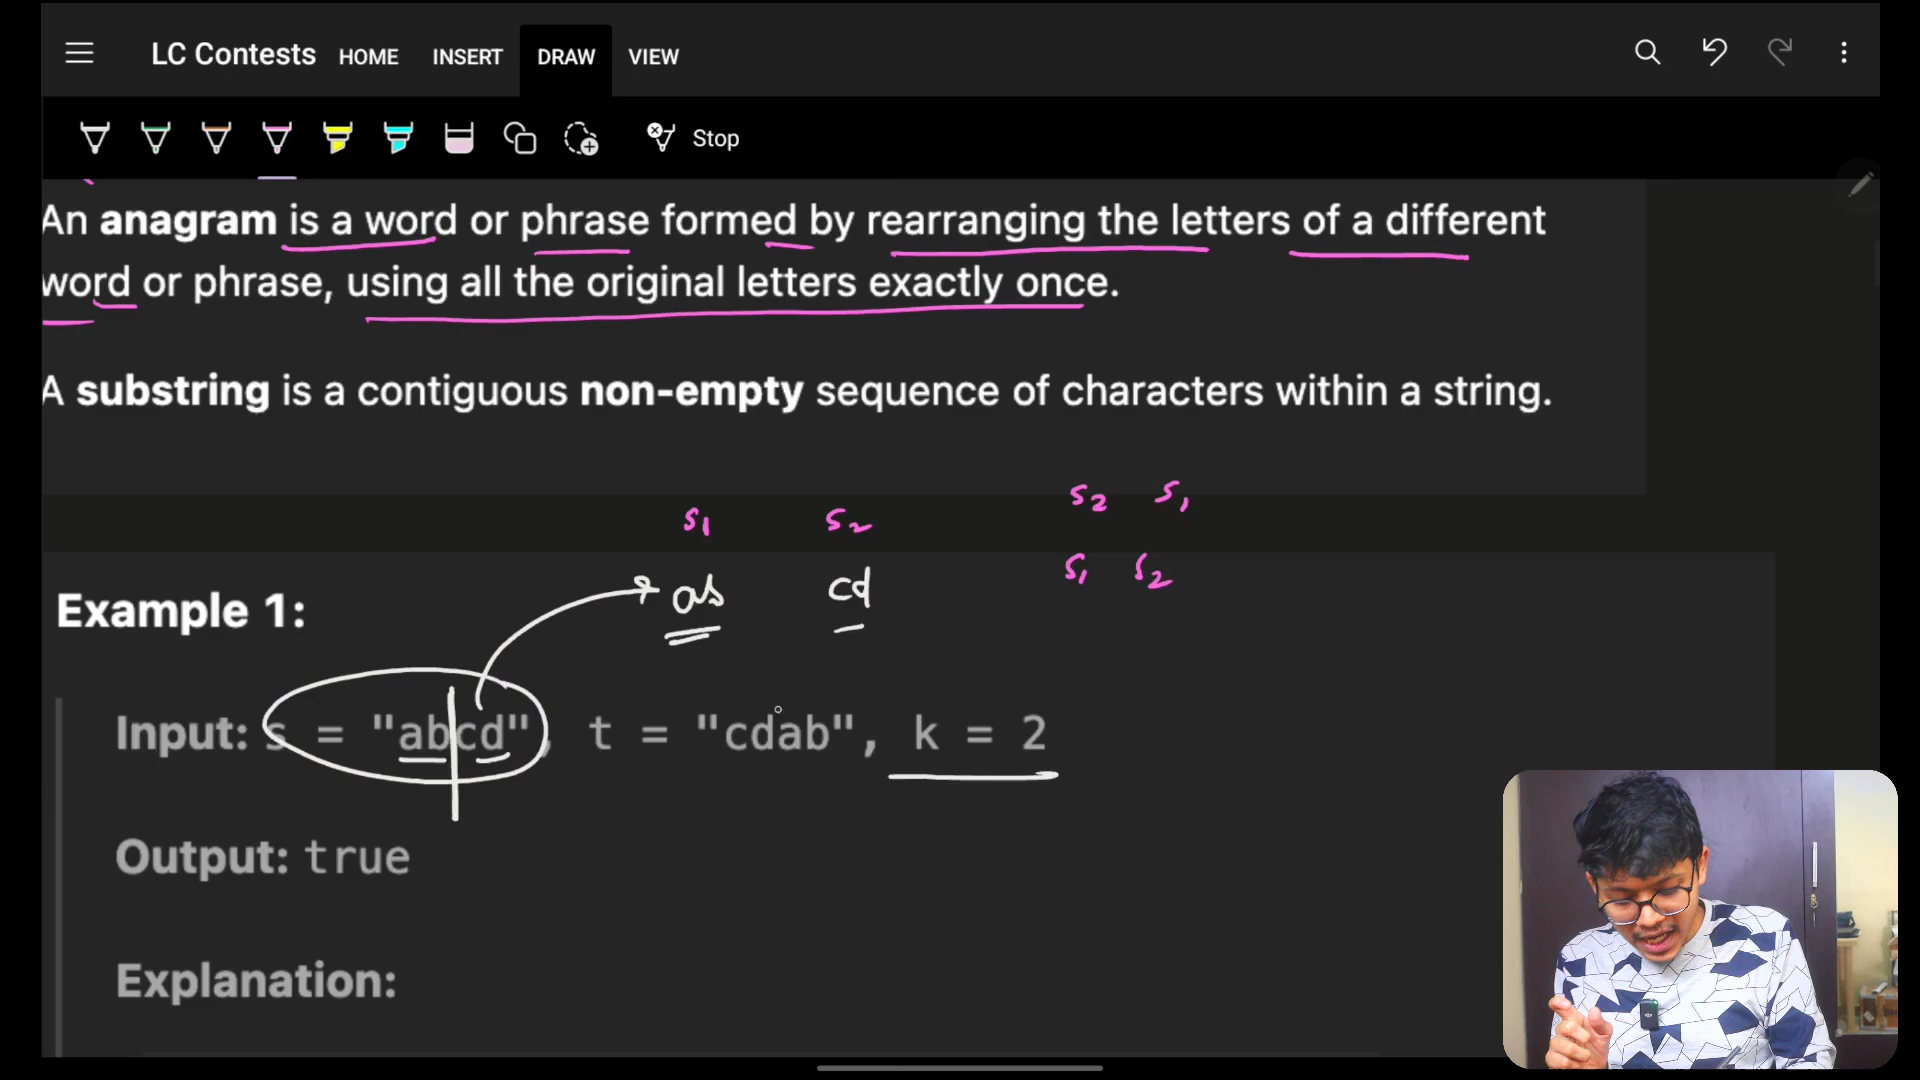 LC Contests HOME INSERT DRAW VIEW
Stop
An anagram is a word or phrase formed by rearranging the letters of a different
word or phrase, using all the original letters exactly once.
A substring is a contiguous non-empty sequence of characters within a string.
s2 s1
s1 s2
s1 s2
ab cd
Example 1:
Input: s = "abcd", t = "cdab", k = 2
Output: true
Explanation: